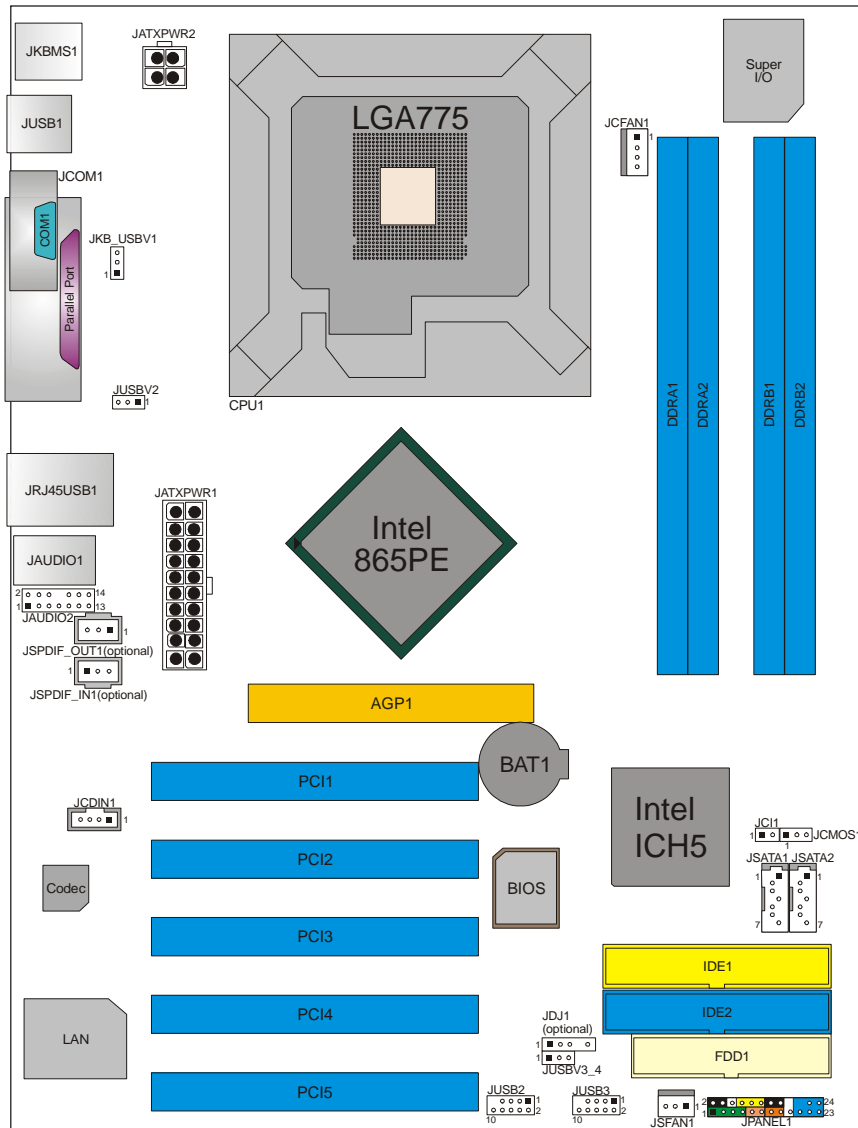 JKBMS1
JATXPWR2
Super
I/O
LGA775
JUSB1
JCFAN1
1
JCOM1
COM1
Parallel Port
JKB_USBV1
1
JUSBV2
1
CPU1
DDRA1
DDRA2
DDRB1
DDRB2
JRJ45USB1
JATXPWR1
Intel
865PE
JAUDIO1
2
14
1
13
JAUDIO2
1
JSPDIF_OUT1(optional)
1
JSPDIF_IN1(optional)
AGP1
BAT1
PCI1
Intel
ICH5
JCDIN1
1
JCI1
1
JCMOS1
1
PCI2
BIOS
Codec
JSATA1
JSATA2
1
1
7
7
PCI3
IDE1
IDE2
PCI4
LAN
JDJ1
(optional)
1
1
JUSBV3_4
FDD1
PCI5
JUSB2
1
2
10
JUSB3
1
2
10
JSFAN1
1
2
24
1
23
JPANEL1